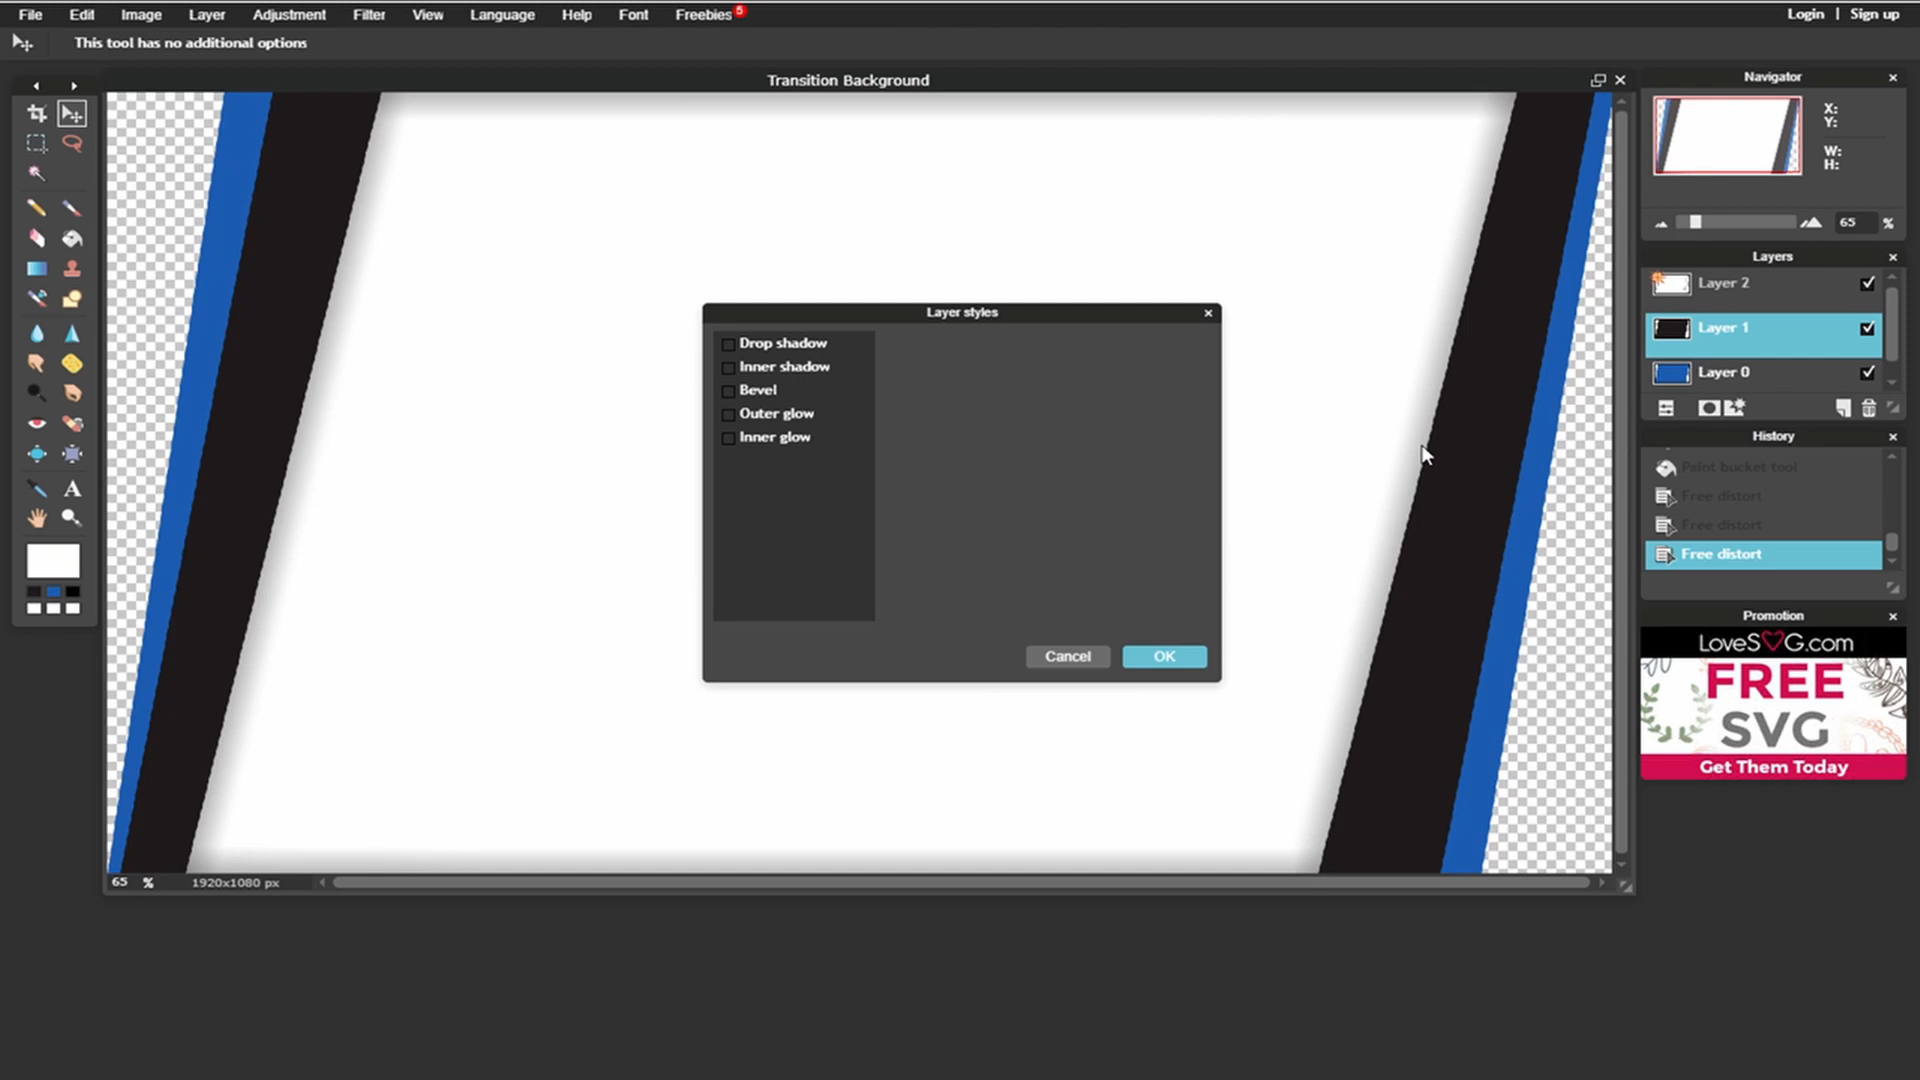 File Edit Image Layer Adjustment Filter View Language Help Font Freebies 5 Login | Sign up
This tool has no additional options
Transition Background
Navigator
X:
Y:
W:
H:
65 %
Layers
Layer 2
Layer 1
Layer 0
Layer styles
Drop shadow
Inner shadow
Bevel
Outer glow
Inner glow
Cancel OK
History
Paint bucket tool
Free distort
Free distort
Free distort
Promotion
LoveSVG.com
FREE
SVG
Get Them Today
A
65 % 1920x1080 px